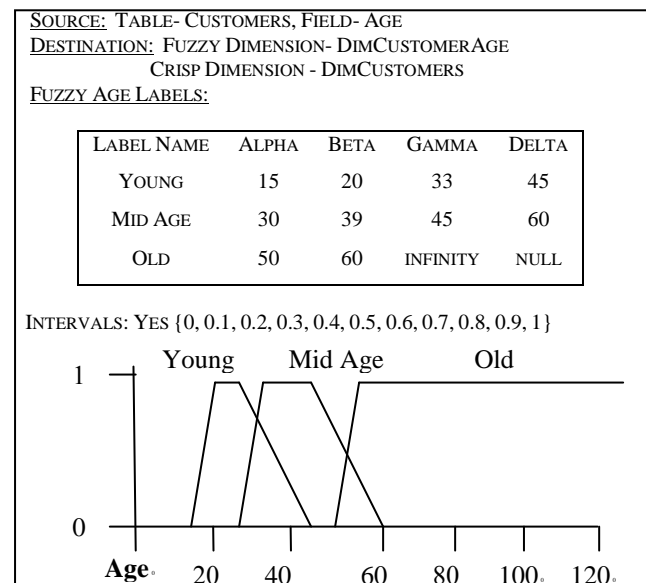 SOURCE: TABLE- CUSTOMERS, FIELD- AGE
DESTINATION: FUZZY DIMENSION- DIMCUSTOMERAGE
CRISP DIMENSION - DIMCUSTOMERS
FUZZY AGE LABELS:
LABEL NAME ALPHA BETA GAMMA DELTA
YOUNG 15 20 33 45
MID AGE 30 39 45 60
OLD 50 60 INFINITY NULL
INTERVALS: YES {0, 0.1, 0.2, 0.3, 0.4, 0.5, 0.6, 0.7, 0.8, 0.9, 1}
Young Mid Age Old
1
0
Age 20 40 60 80 100 120